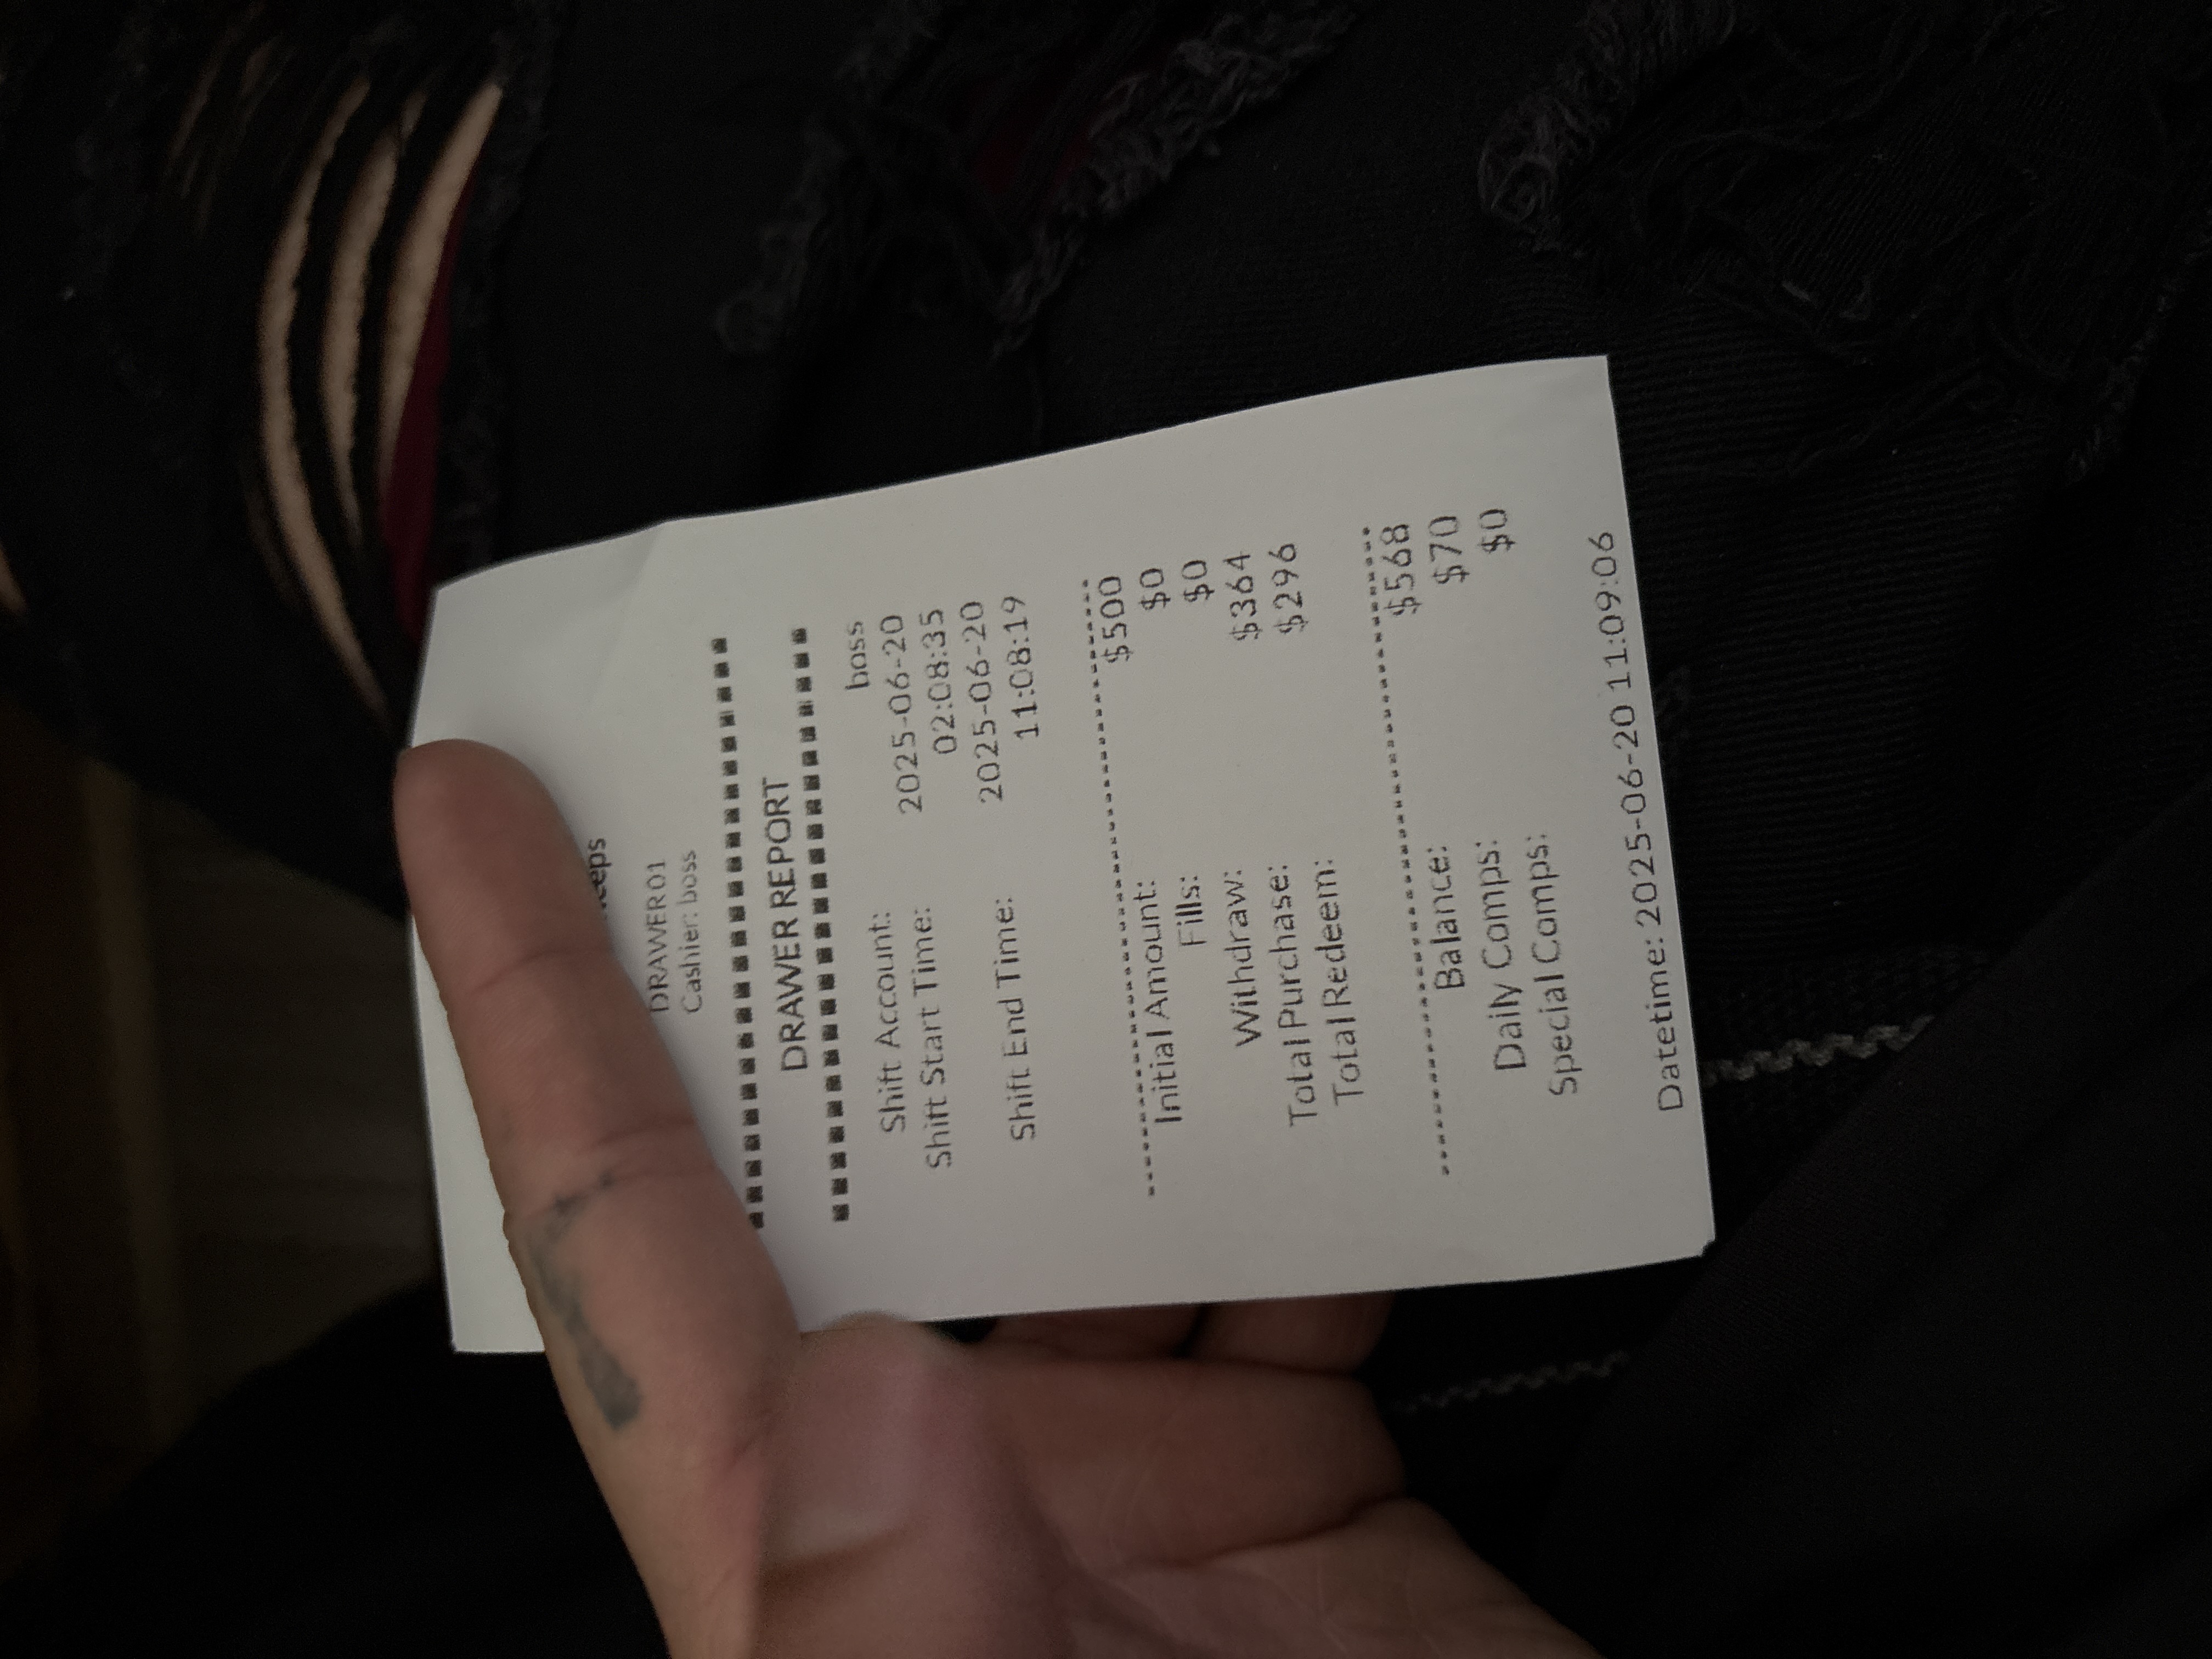 DRAWER01
Cashier: boss
DRAWER REPORT
Shift Account: boss
Shift Start Time: 2025-06-20
02:08:35
Shift End Time: 2025-06-20
11:08:19
Initial Amount: $500
Fills: $0
Withdraw: $0
Total Purchase: $364
Total Redeem: $296
Balance: $568
Daily Comps: $70
Special Comps: $0
Datetime: 2025-06-20 11:09:06